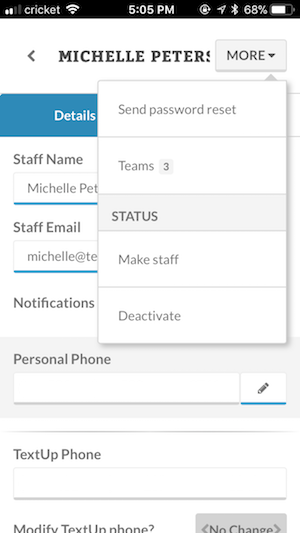 cricket 5:05 PM 68%
MICHELLE PETERS MORE
Details
Send password reset
Teams 3
STATUS
Make staff
Deactivate
Staff Name
Michelle Pet
Staff Email
michelle@te
Notifications
Personal Phone
TextUp Phone
Modify TextUp phone?
No Change